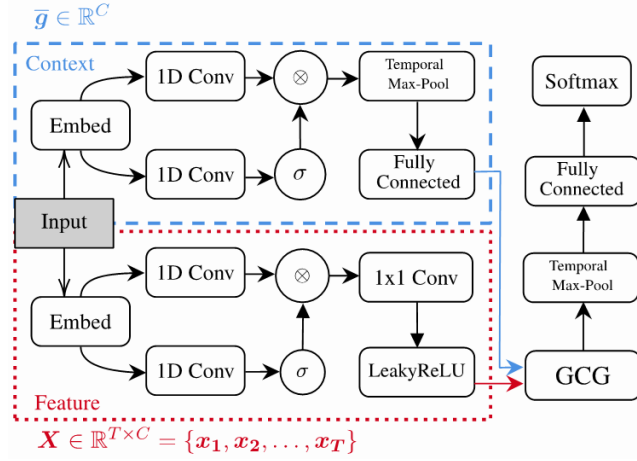 ḡ ∈ ℝ^C
Context
Embed
1D Conv
1D Conv
⊗
σ
Temporal
Max-Pool
Fully
Connected
Input
Embed
1D Conv
1D Conv
⊗
σ
1x1 Conv
LeakyReLU
Feature
X ∈ ℝ^{T×C} = {x₁, x₂, . . . , x_T}
Softmax
Fully
Connected
Temporal
Max-Pool
GCG